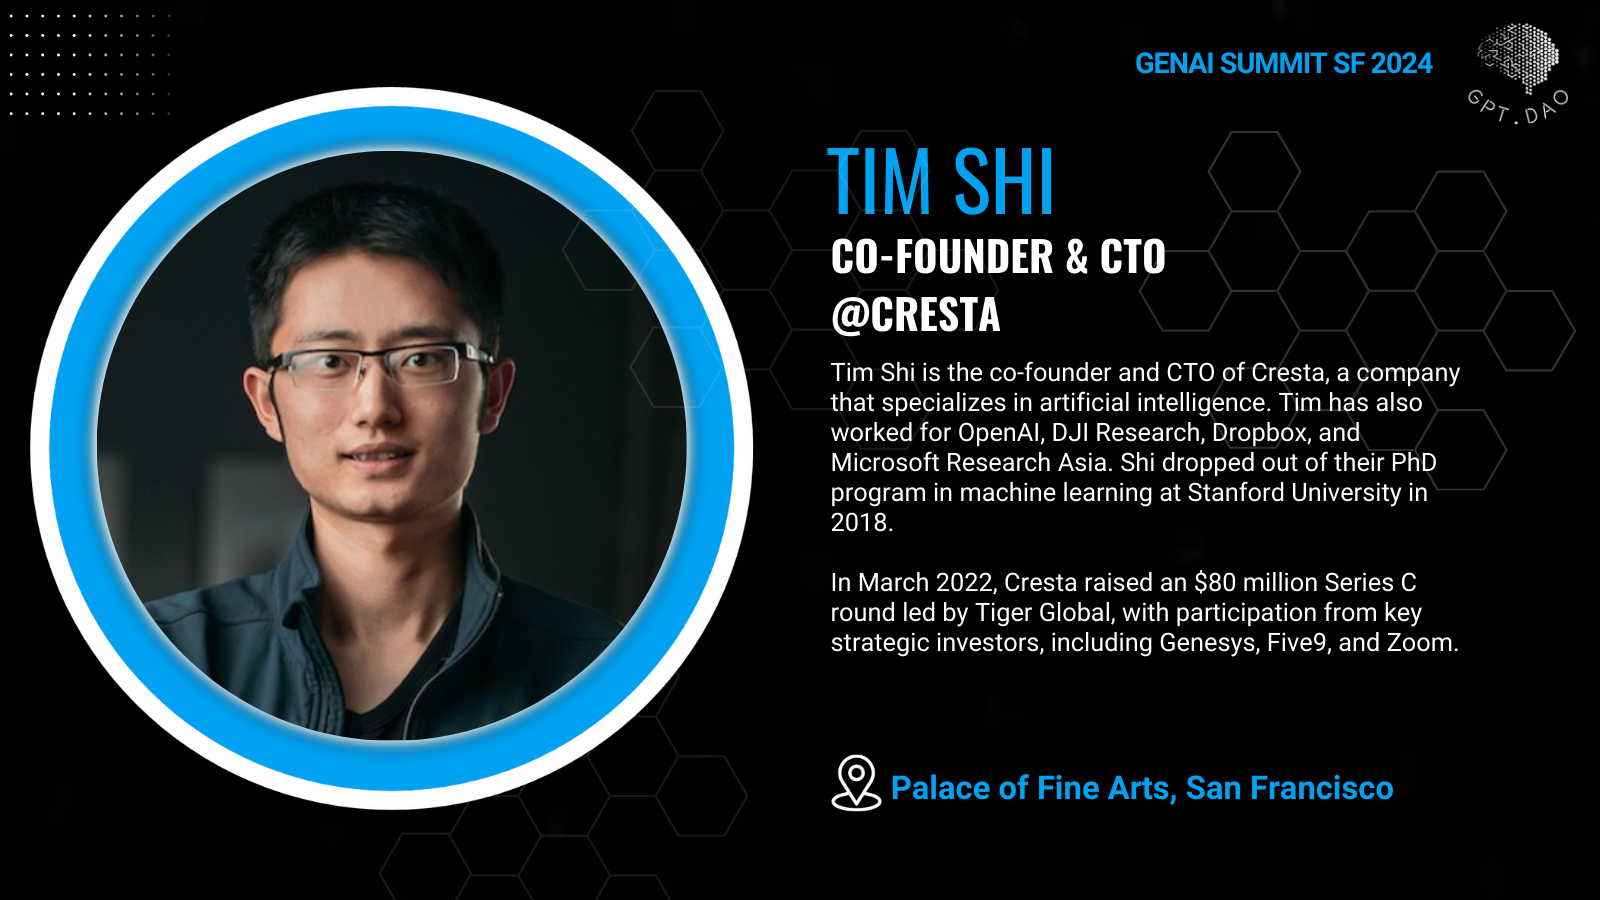 GENAI SUMMIT SF 2024
GPT.DAO
TIM SHI
CO-FOUNDER & CTO
@CRESTA
Tim Shi is the co-founder and CTO of Cresta, a company
that specializes in artificial intelligence. Tim has also
worked for OpenAI, DJI Research, Dropbox, and
Microsoft Research Asia. Shi dropped out of their PhD
program in machine learning at Stanford University in
2018.
In March 2022, Cresta raised an $80 million Series C
round led by Tiger Global, with participation from key
strategic investors, including Genesys, Five9, and Zoom.
Palace of Fine Arts, San Francisco